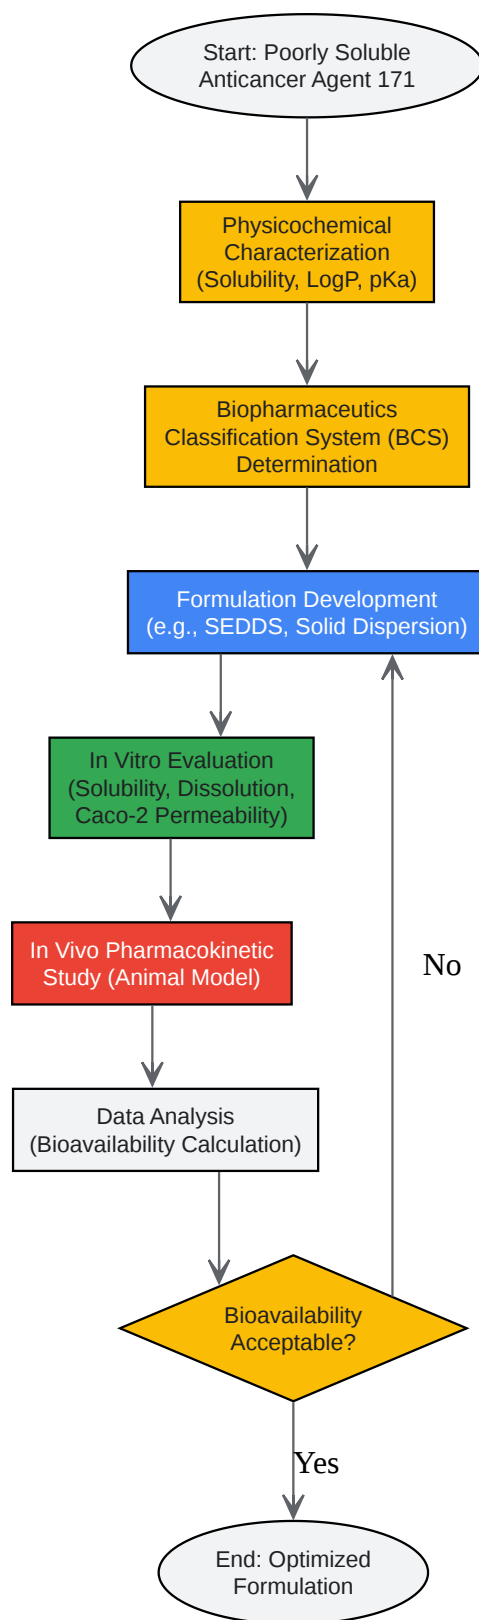 Start: Poorly Soluble
Anticancer Agent 171
Physicochemical
Characterization
(Solubility, LogP, pKa)
Biopharmaceutics
Classification System (BCS)
Determination
Formulation Development
(e.g., SEDDS, Solid Dispersion)
In Vitro Evaluation
(Solubility, Dissolution,
Caco-2 Permeability)
In Vivo Pharmacokinetic
Study (Animal Model)
No
Data Analysis
(Bioavailability Calculation)
Bioavailability
Acceptable?
Yes
End: Optimized
Formulation